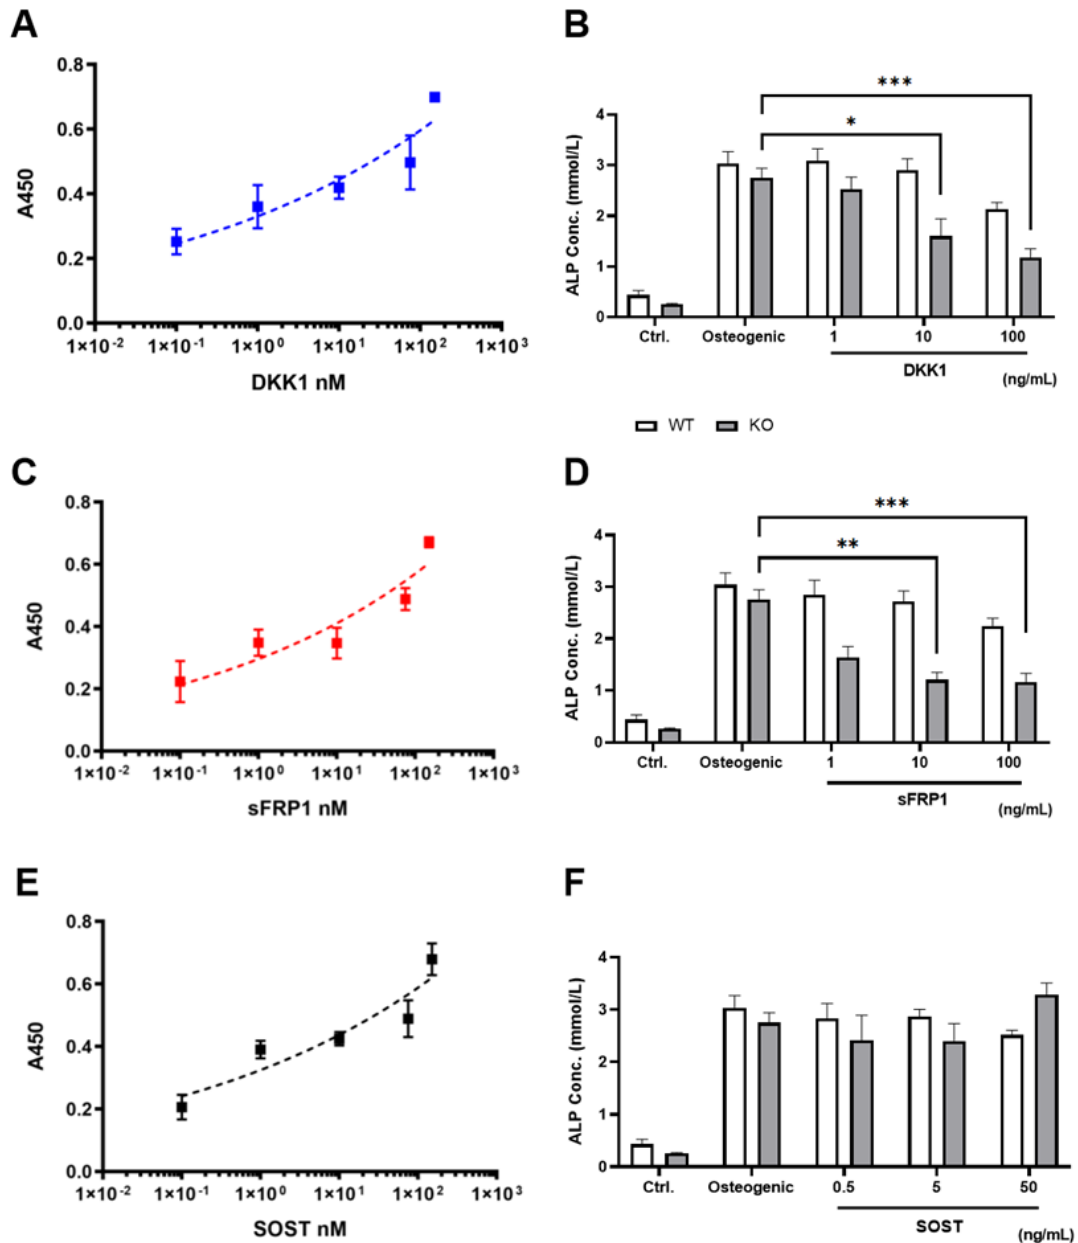 A
0.8
0.6
0.4
0.2
0.0
A450
1×10⁻² 1×10⁻¹ 1×10⁰ 1×10¹ 1×10² 1×10³
DKK1 nM
B
***
*
4
3
2
1
0
ALP Conc. (mmol/L)
Ctrl. Osteogenic 1 10 100
DKK1
(ng/mL)
WT KO
C
0.8
0.6
0.4
0.2
0.0
A450
1×10⁻² 1×10⁻¹ 1×10⁰ 1×10¹ 1×10² 1×10³
sFRP1 nM
D
***
**
4
3
2
1
0
ALP Conc. (mmol/L)
Ctrl. Osteogenic 1 10 100
sFRP1
(ng/mL)
E
0.8
0.6
0.4
0.2
0.0
A450
1×10⁻² 1×10⁻¹ 1×10⁰ 1×10¹ 1×10² 1×10³
SOST nM
F
4
3
2
1
0
ALP Conc. (mmol/L)
Ctrl. Osteogenic 0.5 5 50
SOST
(ng/mL)